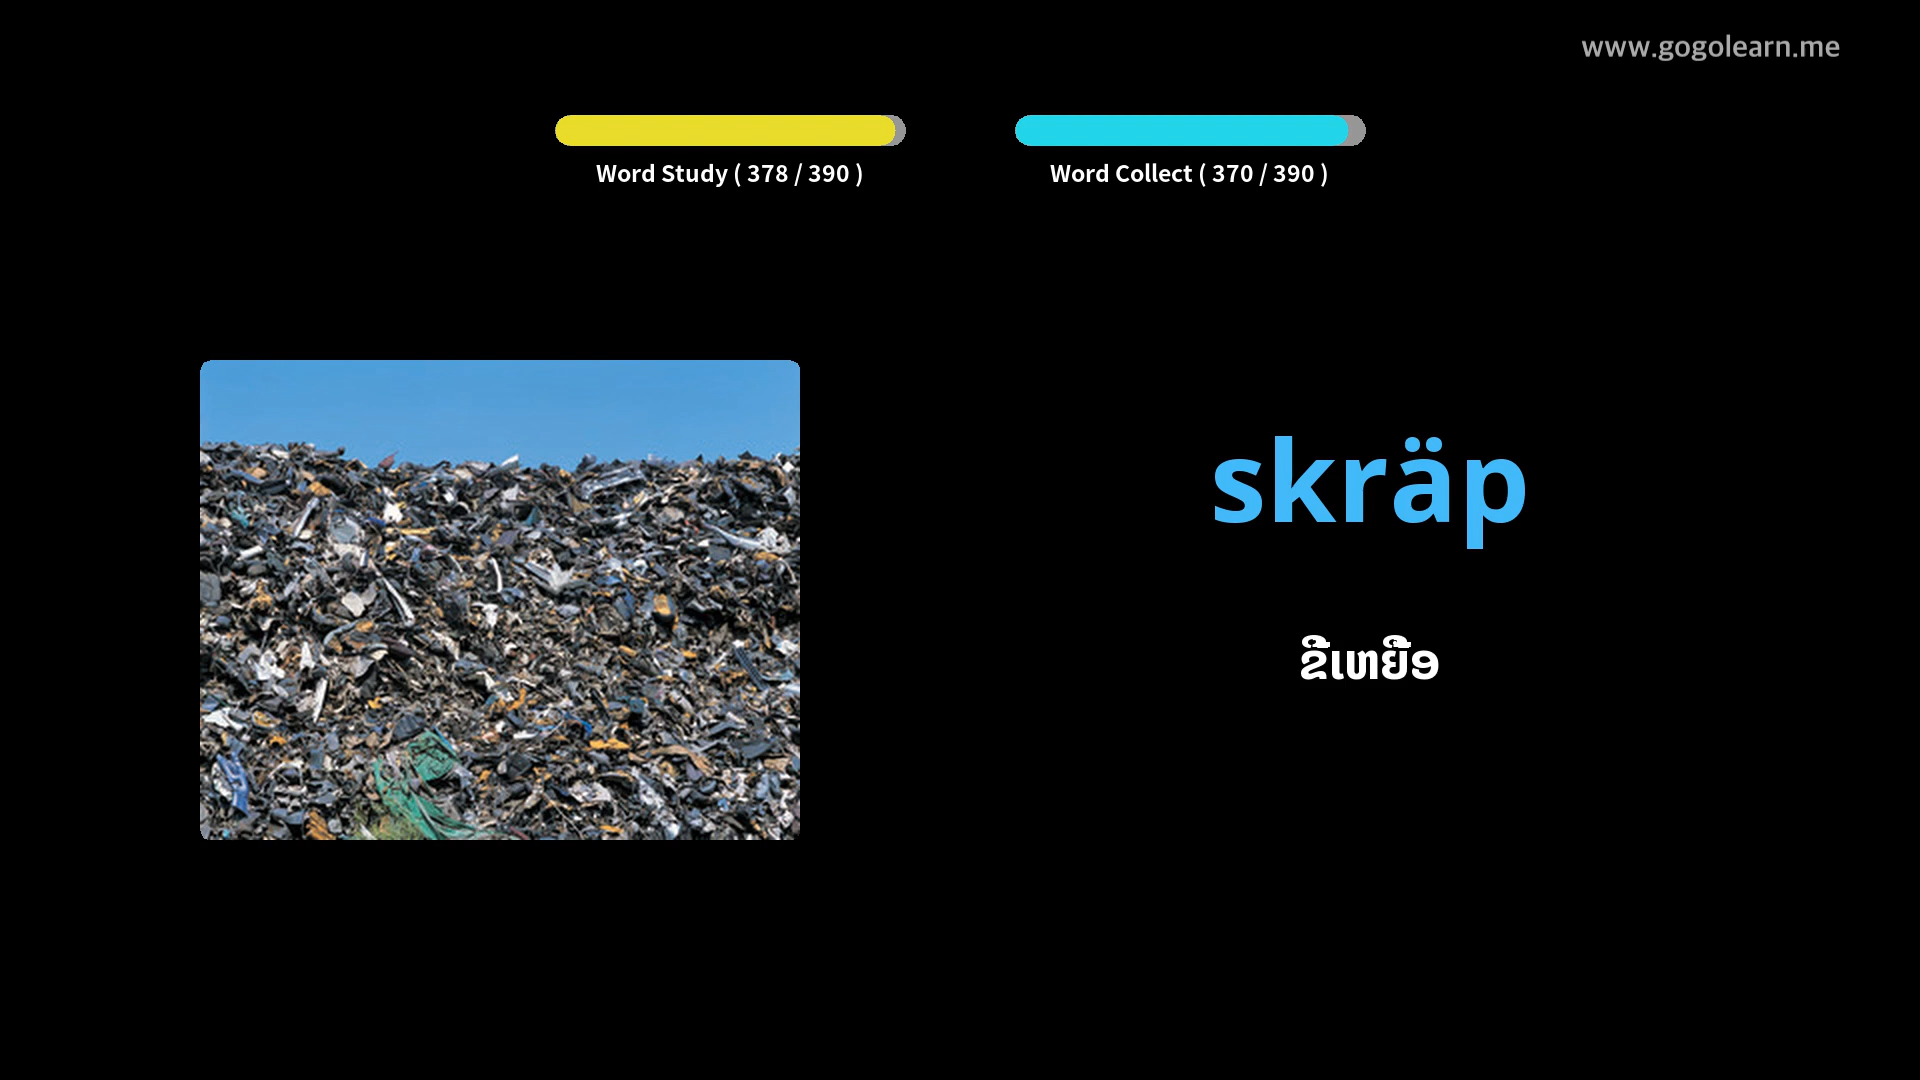 www.gogolearn.me
Word Study ( 378 / 390 )
Word Collect ( 370 / 390 )
skräp
ຂີ້ເຫຍື້ອ